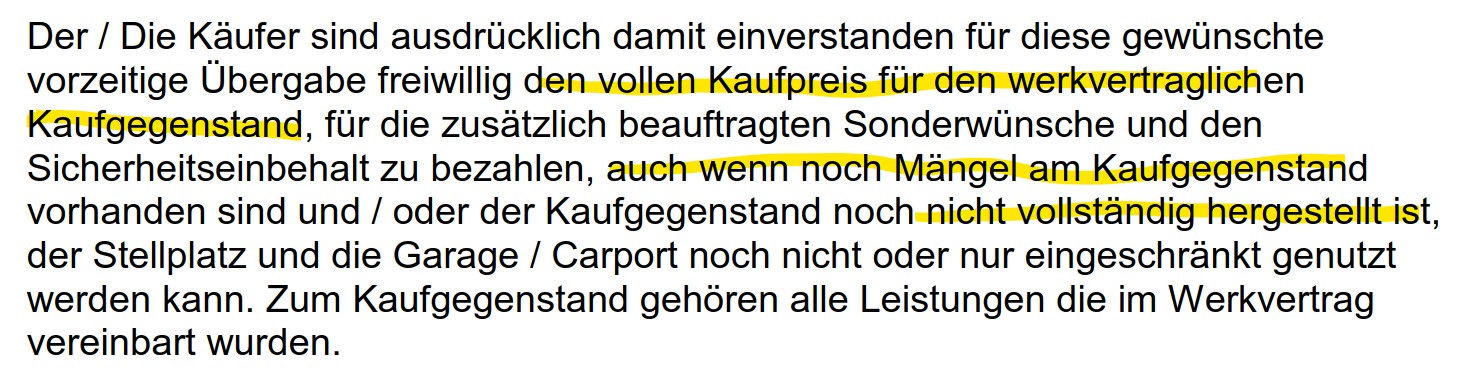 Der / Die Käufer sind ausdrücklich damit einverstanden für diese gewünschte
vorzeitige Übergabe freiwillig den vollen Kaufpreis für den werkvertraglichen
Kaufgegenstand, für die zusätzlich beauftragten Sonderwünsche und den
Sicherheitseinbehalt zu bezahlen, auch wenn noch Mängel am Kaufgegenstand
vorhanden sind und / oder der Kaufgegenstand noch nicht vollständig hergestellt ist,
der Stellplatz und die Garage / Carport noch nicht oder nur eingeschränkt genutzt
werden kann. Zum Kaufgegenstand gehören alle Leistungen die im Werkvertrag
vereinbart wurden.